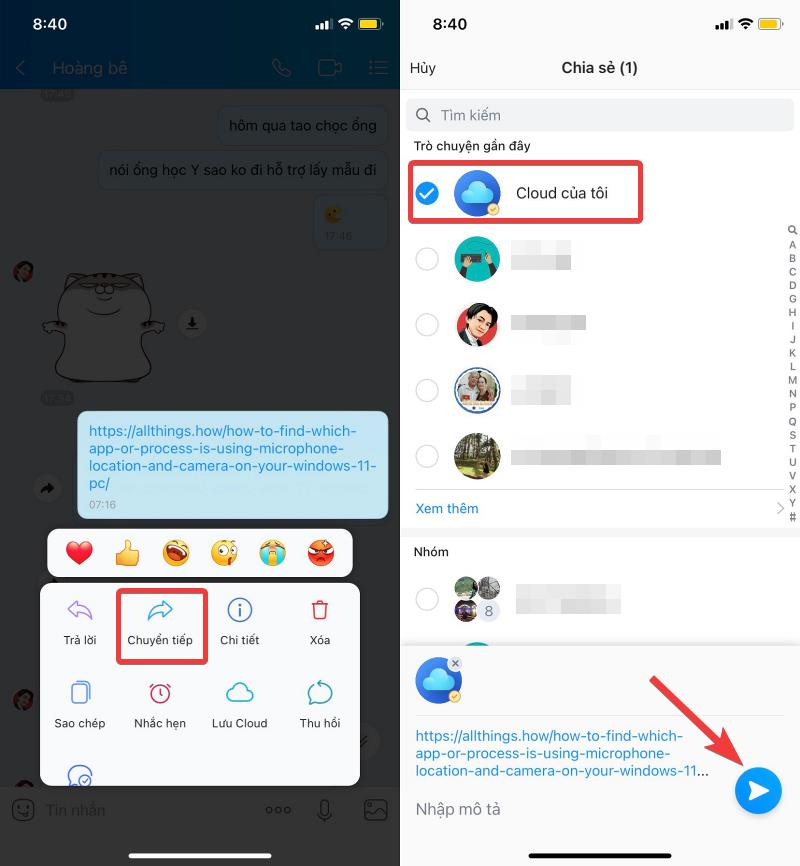 8:40
Hoàng bê
17:45
hôm qua tao chọc ổng
nói ổng học Y sao ko đi hỗ trợ lấy mẫu đi
17:46
17:54
https://allthings.how/how-to-find-which-
app-or-process-is-using-microphone-
location-and-camera-on-your-windows-11-
pc/
07:16
Trả lời
Chuyển tiếp
Chi tiết
Xóa
Sao chép
Nhắc hẹn
Lưu Cloud
Thu hồi
Tin nhắn
8:40
Hủy
Chia sẻ (1)
Tìm kiếm
Trò chuyện gần đây
Cloud của tôi
Xem thêm
Nhóm
8
A
B
C
D
G
H
I
J
K
L
M
N
P
Q
S
T
U
V
X
Y
#
https://allthings.how/how-to-find-which-
app-or-process-is-using-microphone-
location-and-camera-on-your-windows-11...
Nhập mô tả